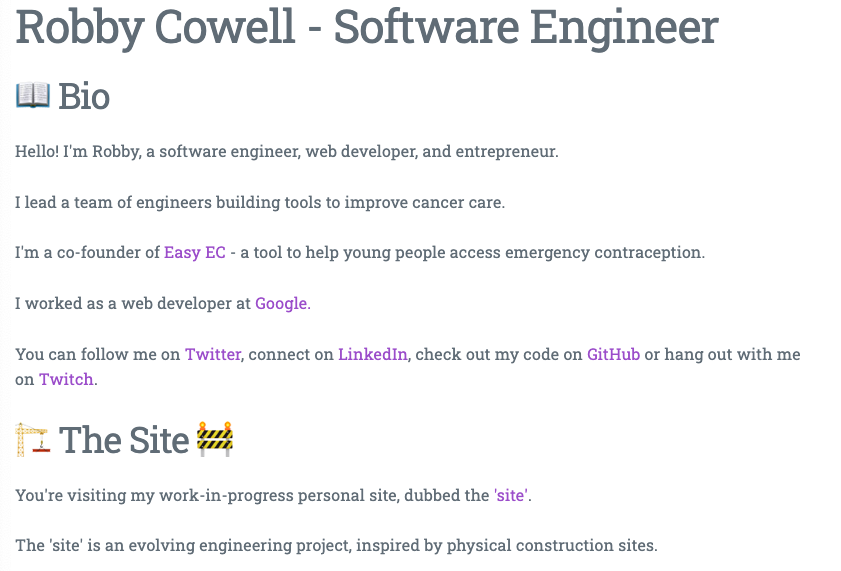 Robby Cowell - Software Engineer
📖 Bio
Hello! I'm Robby, a software engineer, web developer, and entrepreneur.
I lead a team of engineers building tools to improve cancer care.
I'm a co-founder of Easy EC - a tool to help young people access emergency contraception.
I worked as a web developer at Google.
You can follow me on Twitter, connect on LinkedIn, check out my code on GitHub or hang out with me
on Twitch.
🏗️ The Site 🚧
You're visiting my work-in-progress personal site, dubbed the 'site'.
The 'site' is an evolving engineering project, inspired by physical construction sites.